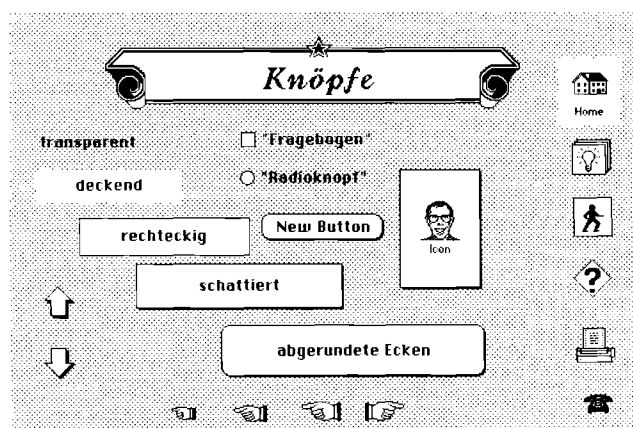 Knöpfe
Home
transparent
"Fragebogen"
deckend
"Radioknopf"
rechteckig
New Button
Icon
schattiert
?
abgerundete Ecken